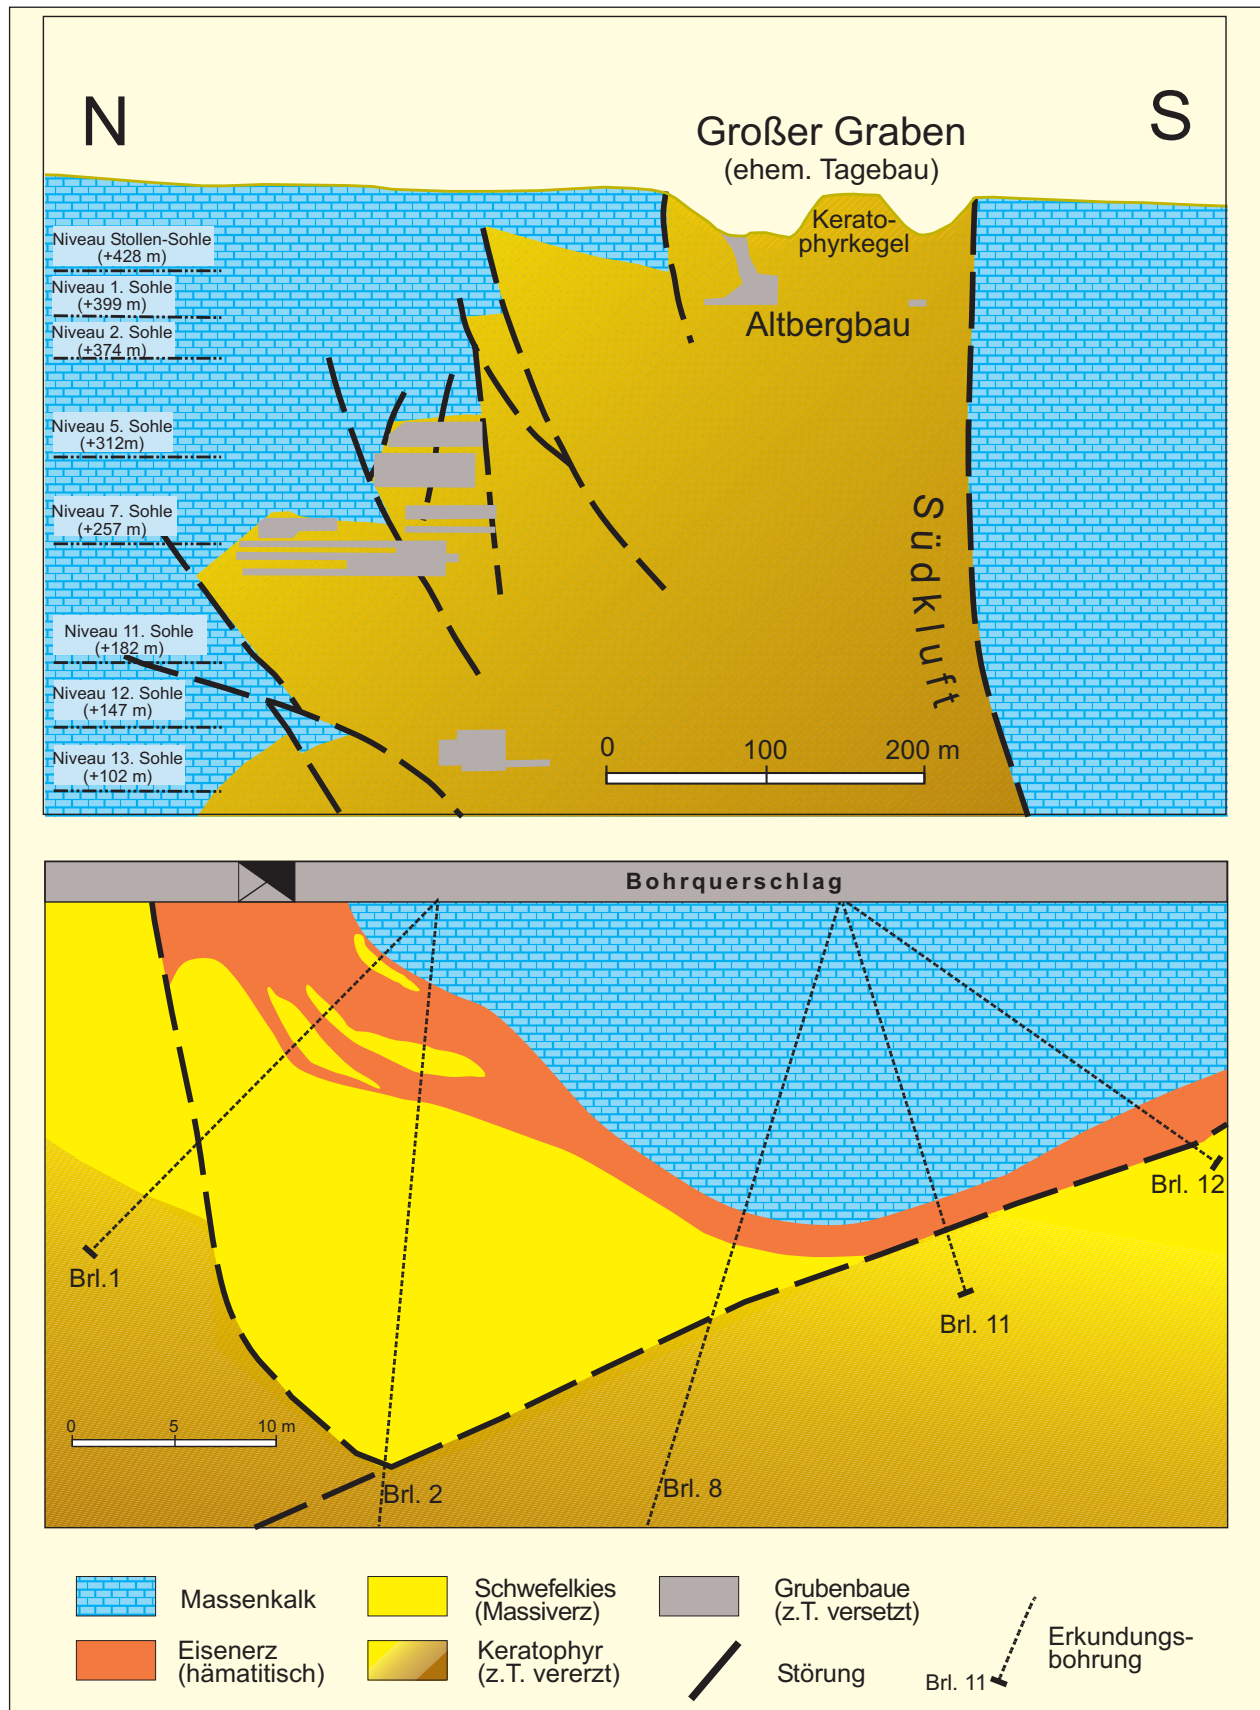 N
S
Großer Graben
(ehem. Tagebau)
Kerato-
phyrkegel
Niveau Stollen-Sohle
(+428 m)
Niveau 1. Sohle
(+399 m)
Niveau 2. Sohle
(+374 m)
Altbergbau
Niveau 5. Sohle
(+312m)
Niveau 7. Sohle
(+257 m)
Südkluft
Niveau 11. Sohle
(+182 m)
Niveau 12. Sohle
(+147 m)
Niveau 13. Sohle
(+102 m)
0 100 200 m
Bohrquerschlag
Brl. 12
Brl.1
Brl. 11
0 5 10 m
Brl. 2
Brl. 8
Massenkalk
Schwefelkies
(Massiverz)
Grubenbaue
(z.T. versetzt)
Eisenerz
(hämatitisch)
Keratophyr
(z.T. vererzt)
Störung
Brl. 11
Erkundungs-
bohrung